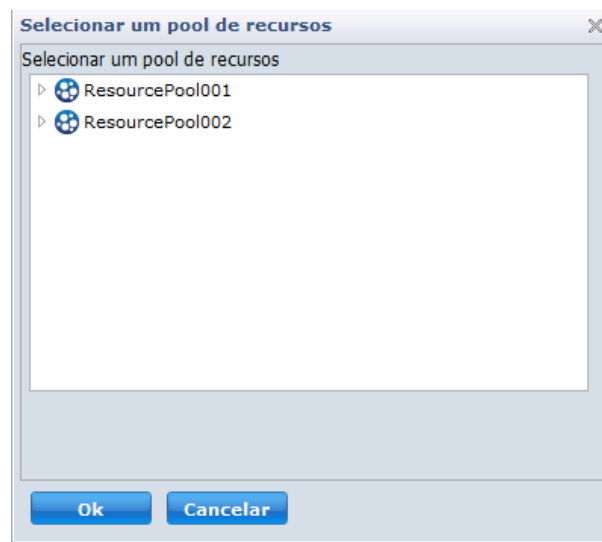 Selecionar um pool de recursos
Selecionar um pool de recursos
ResourcePool001
ResourcePool002
Ok Cancelar